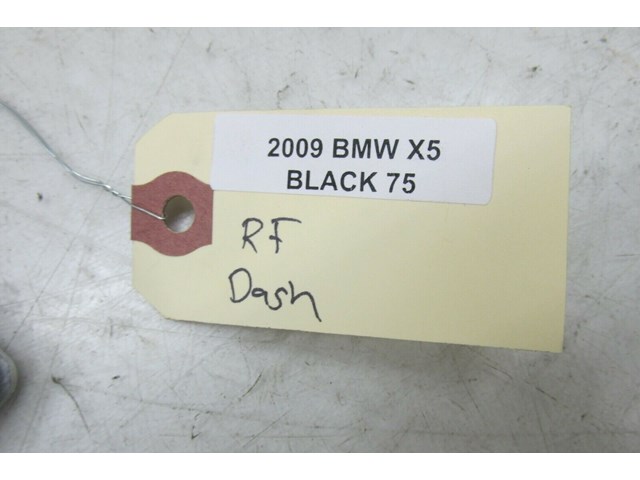 2009 BMW X5
BLACK 75
RF
Dash